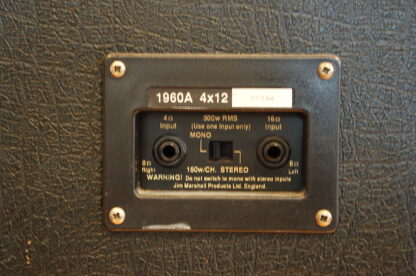 1960A 4x12
4Ω 300W RMS 16Ω
Input (Use one input only) Input
MONO
8Ω 8Ω
Right Left
150W/CH. STEREO
WARNING! Do not switch to mono with stereo inputs
Jim Marshall Products Ltd. England.